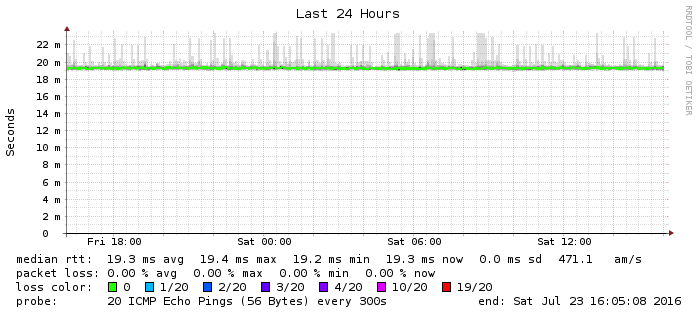 Last 24 Hours
RRDTOOL / TOBI OETIKER
Seconds
22 m
20 m
18 m
16 m
14 m
12 m
10 m
8 m
6 m
4 m
2 m
0
Fri 18:00 Sat 00:00 Sat 06:00 Sat 12:00
median rtt: 19.3 ms avg 19.4 ms max 19.2 ms min 19.3 ms now 0.0 ms sd 471.1 am/s
packet loss: 0.00 % avg 0.00 % max 0.00 % min 0.00 % now
loss color: 0 1/20 2/20 3/20 4/20 10/20 19/20
probe: 20 ICMP Echo Pings (56 Bytes) every 300s end: Sat Jul 23 16:05:08 2016